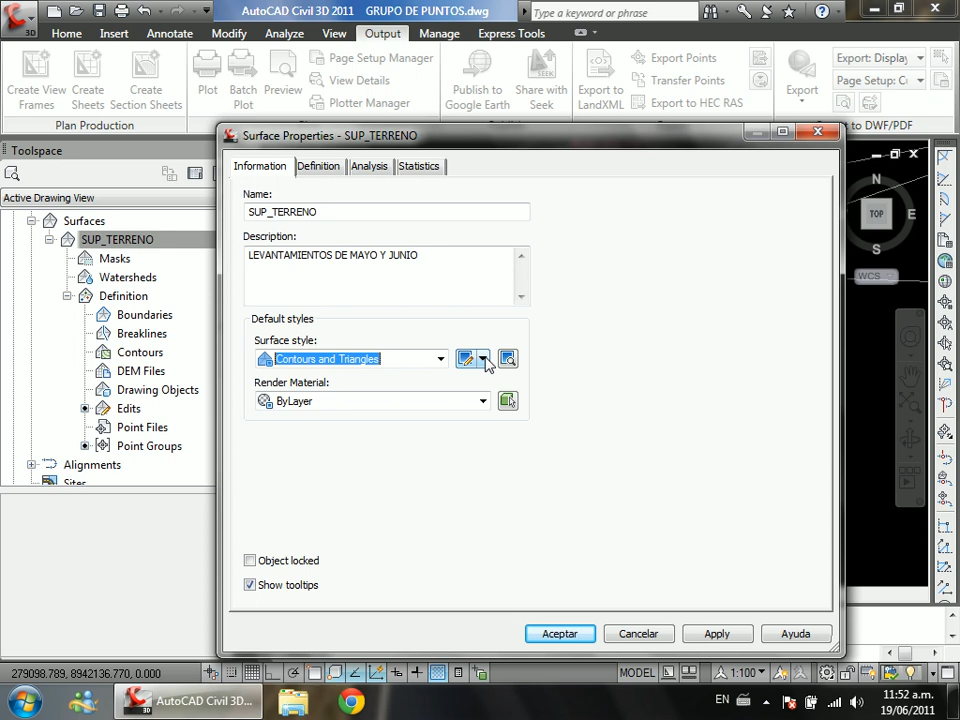 AutoCAD Civil 3D 2011 GRUPO DE PUNTOS.dwg
Type a keyword or phrase
3D
Home Insert Annotate Modify Analyze View Output Manage Express Tools
Create View Frames
Create Sheets
Create Section Sheets
Plot
Batch Plot
Preview
Page Setup Manager
View Details
Plotter Manager
Publish to Google Earth
Share with Seek
Export to LandXML
Export Points
Transfer Points
Export to HEC RAS
Export
Export: Display
Page Setup: C
Plan Production
to DWF/PDF
Toolspace
Active Drawing View
Surfaces
SUP_TERRENO
Masks
Watersheds
Definition
Boundaries
Breaklines
Contours
DEM Files
Drawing Objects
Edits
Point Files
Point Groups
Alignments
Sites
Surface Properties - SUP_TERRENO
Information Definition Analysis Statistics
Name:
SUP_TERRENO
Description:
LEVANTAMIENTOS DE MAYO Y JUNIO
Default styles
Surface style:
Contours and Triangles
Render Material:
ByLayer
Object locked
Show tooltips
Aceptar Cancelar Apply Ayuda
N
TOP
E
S
WCS
279098.789, 8942136.770, 0.000
MODEL
1:100
AutoCAD Civil 3D...
EN
11:52 a.m.
19/06/2011